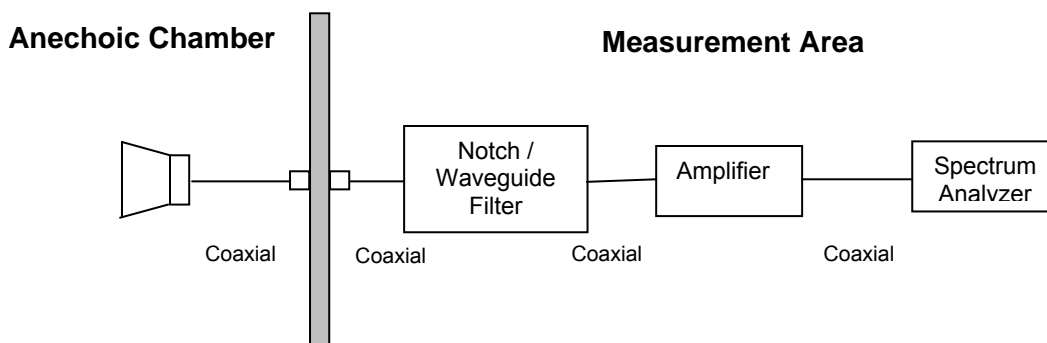 Anechoic Chamber
Measurement Area
Notch /
Waveguide
Filter
Amplifier
Spectrum
Analyzer
Coaxial
Coaxial
Coaxial
Coaxial